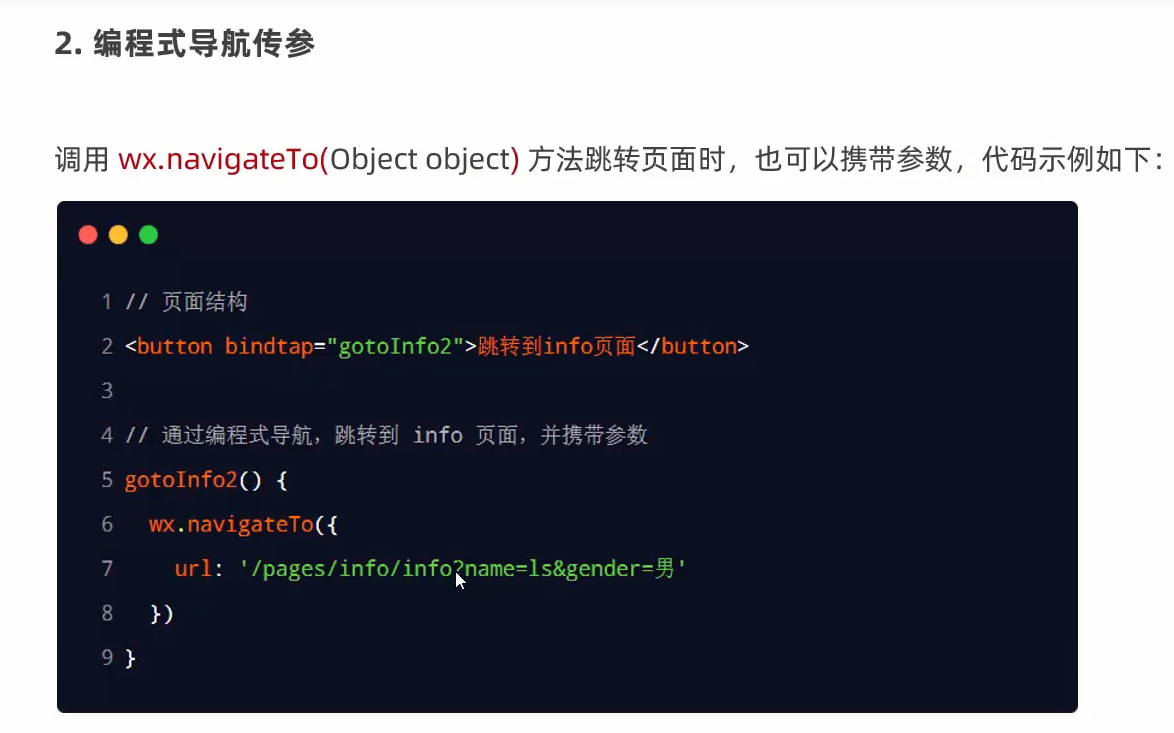 2. 编程式导航传参
调用 wx.navigateTo(Object object) 方法跳转页面时，也可以携带参数，代码示例如下：
1 // 页面结构
2 <button bindtap="gotoInfo2">跳转到info页面</button>
3
4 // 通过编程式导航，跳转到 info 页面，并携带参数
5 gotoInfo2() {
6   wx.navigateTo({
7     url: '/pages/info/info?name=ls&gender=男'
8   })
9 }